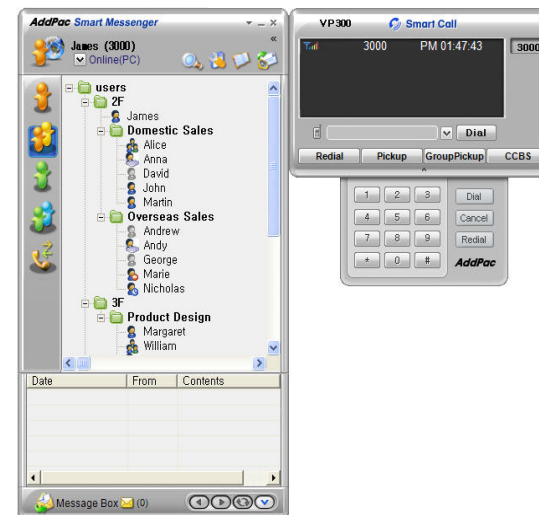 AddPac Smart Messenger
James (3000)
Online(PC)
users
2F
James
Domestic Sales
Alice
Anna
David
John
Martin
Overseas Sales
Andrew
Andy
George
Marie
Nicholas
3F
Product Design
Margaret
William
Date From Contents
Message Box (0)
VP300 Smart Call
3000 PM 01:47:43 3000
Dial
Redial Pickup GroupPickup CCBS
1 2 3 Dial
4 5 6 Cancel
7 8 9 Redial
* 0 # AddPac